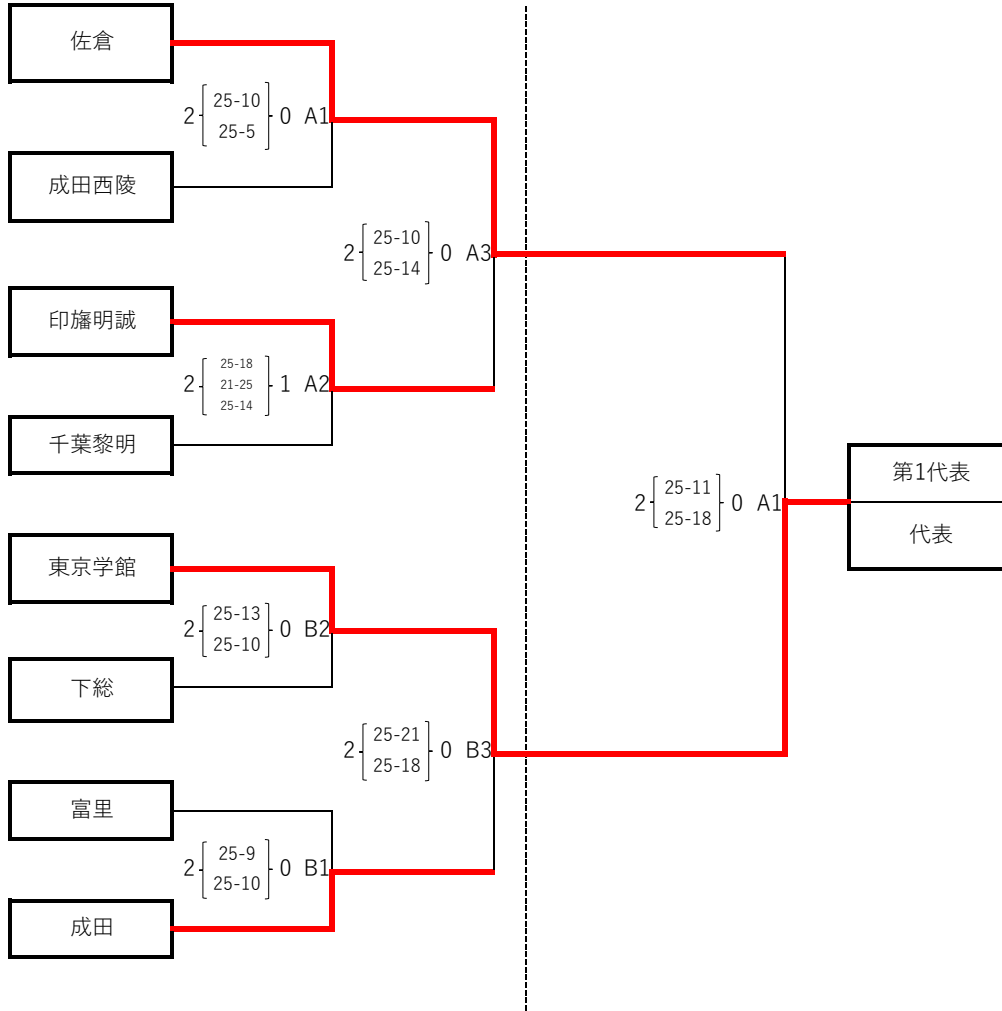 佐倉
2 25-10 0 A1
25-5
成田西陵
2 25-10 0 A3
25-14
印旛明誠
25-18
2 21-25 1 A2
25-14
千葉黎明
第1代表
2 25-11 0 A1
25-18
代表
東京学館
2 25-13 0 B2
25-10
下総
2 25-21 0 B3
25-18
富里
2 25-9 0 B1
25-10
成田